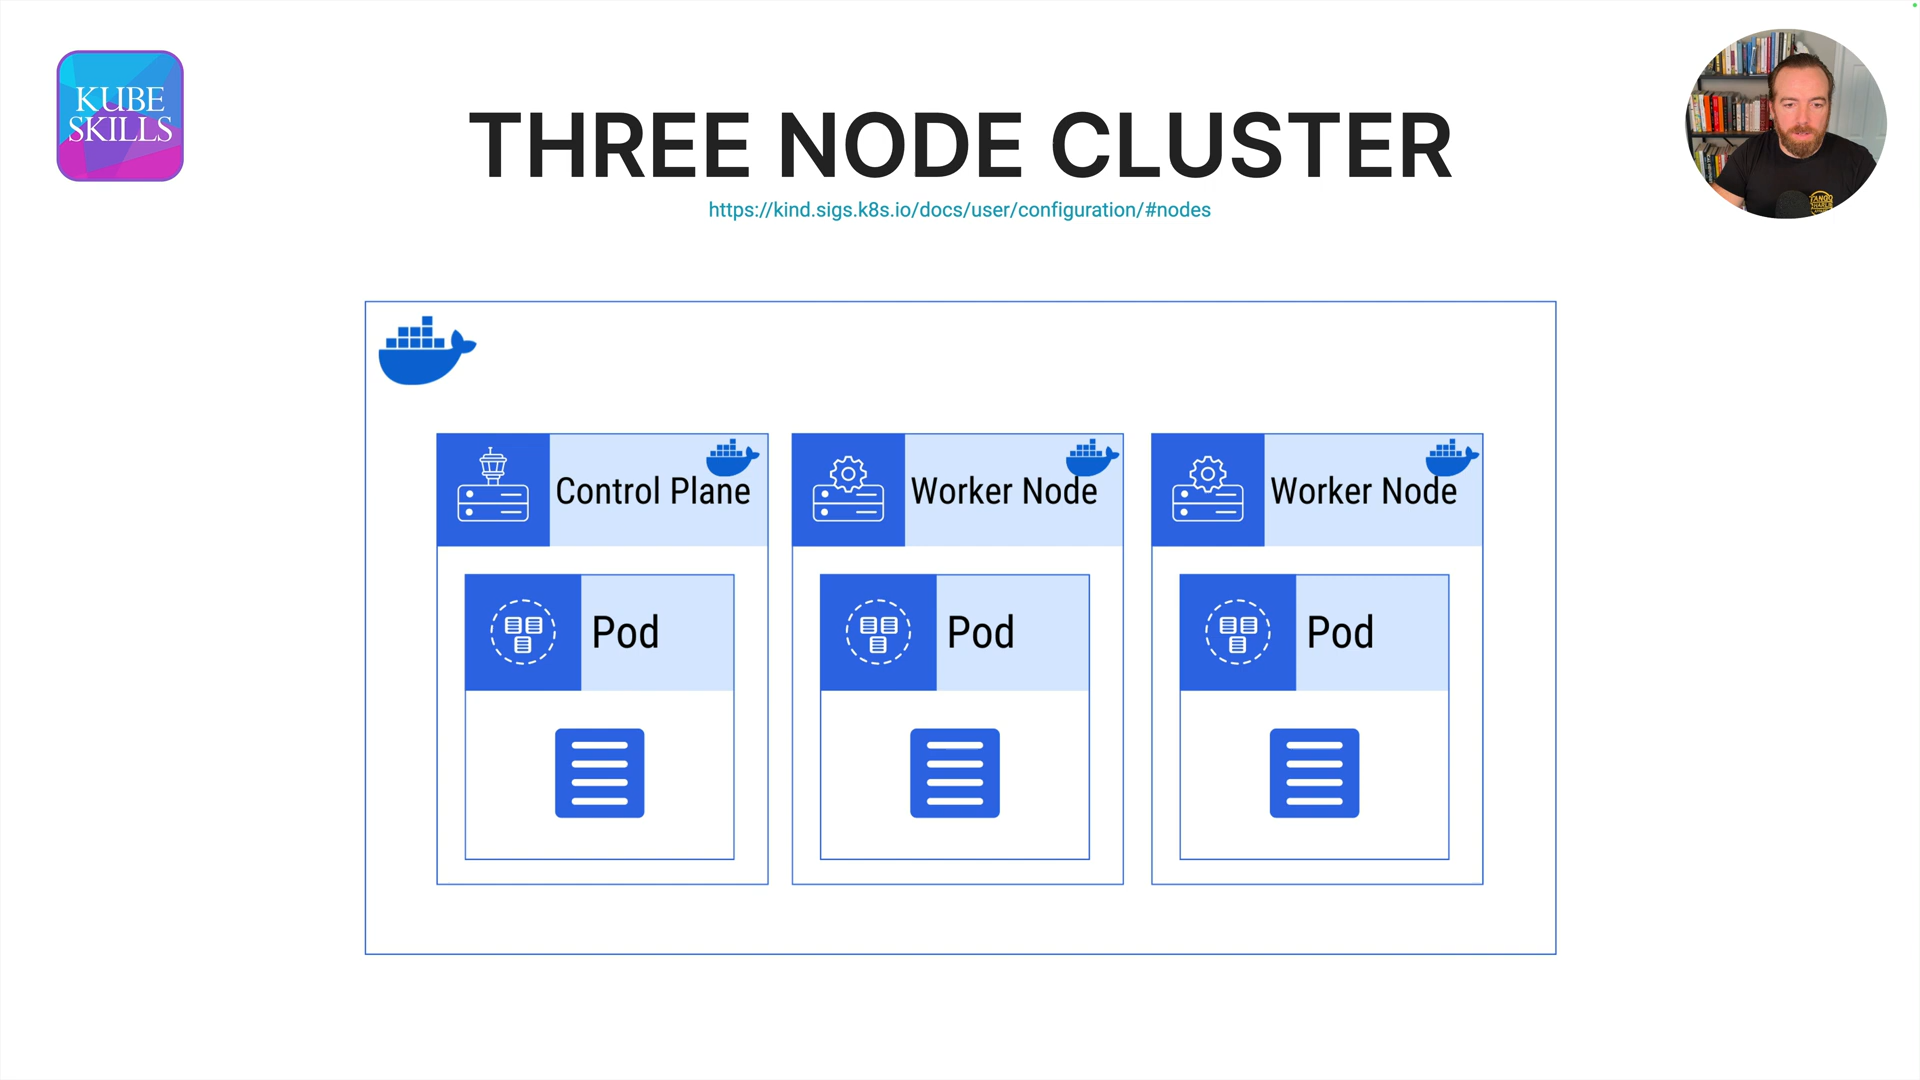 KUBE
SKILLS
THREE NODE CLUSTER
https://kind.sigs.k8s.io/docs/user/configuration/#nodes
Control Plane
Worker Node
Worker Node
Pod
Pod
Pod